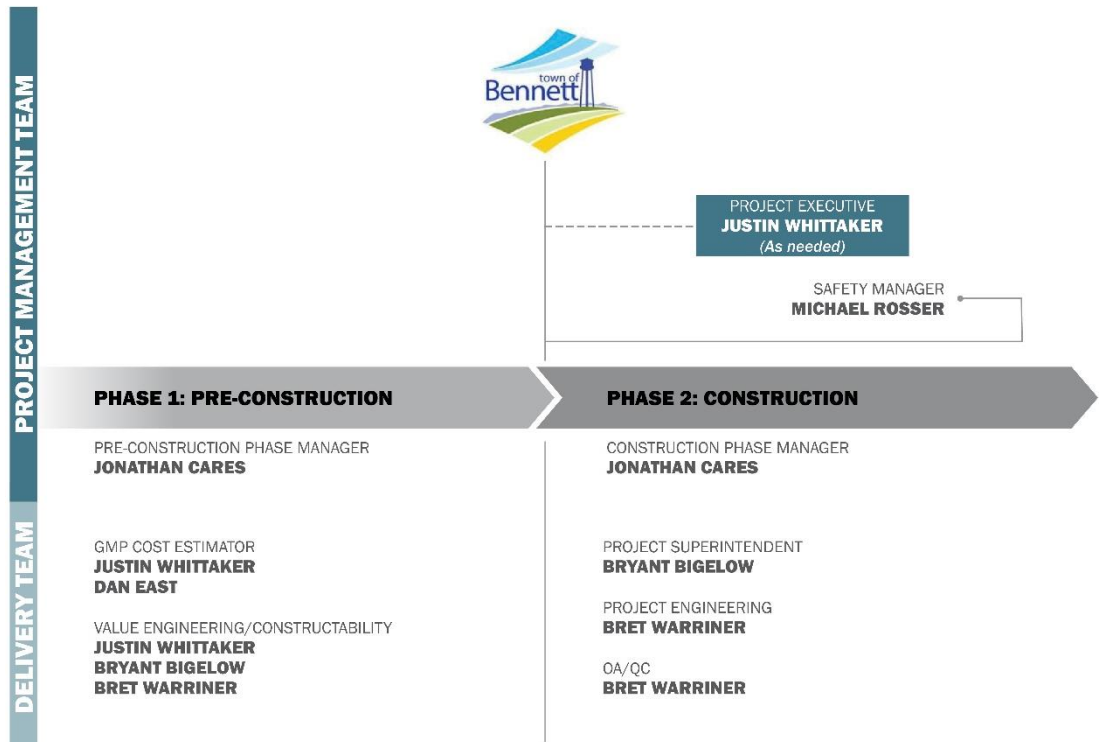 PROJECT MANAGEMENT TEAM
DELIVERY TEAM
town of
Bennett
PROJECT EXECUTIVE
JUSTIN WHITTAKER
(As needed)
SAFETY MANAGER
MICHAEL ROSSER
PHASE 1: PRE-CONSTRUCTION
PRE-CONSTRUCTION PHASE MANAGER
JONATHAN CARES
GMP COST ESTIMATOR
JUSTIN WHITTAKER
DAN EAST
VALUE ENGINEERING/CONSTRUCTABILITY
JUSTIN WHITTAKER
BRYANT BIGELOW
BRET WARRINER
PHASE 2: CONSTRUCTION
CONSTRUCTION PHASE MANAGER
JONATHAN CARES
PROJECT SUPERINTENDENT
BRYANT BIGELOW
PROJECT ENGINEERING
BRET WARRINER
OA/QC
BRET WARRINER